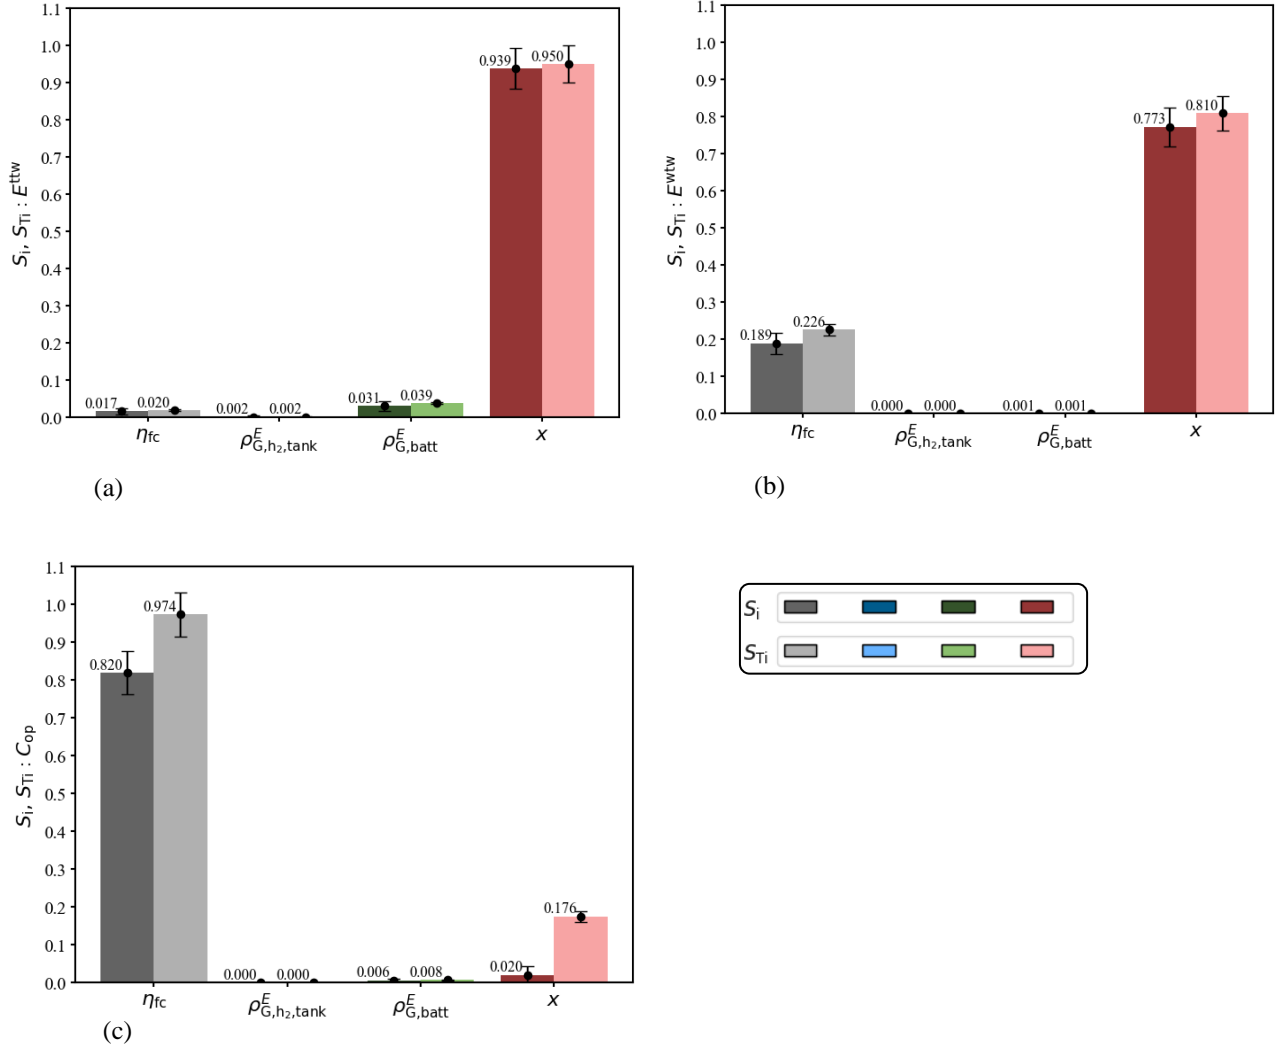 1.1
1.0
0.9
0.8
0.7
0.6
0.5
0.4
0.3
0.2
0.1
0.0
S_i, S_Ti : E^ttw
0.017 0.020 0.002 0.002 0.031 0.039 0.939 0.950
η_fc ρ^E_G,h₂,tank ρ^E_G,batt x
(a)
1.1
1.0
0.9
0.8
0.7
0.6
0.5
0.4
0.3
0.2
0.1
0.0
S_i, S_Ti : E^wtw
0.189 0.226 0.000 0.000 0.001 0.001 0.773 0.810
η_fc ρ^E_G,h₂,tank ρ^E_G,batt x
(b)
1.1
1.0
0.9
0.8
0.7
0.6
0.5
0.4
0.3
0.2
0.1
0.0
S_i, S_Ti : C_op
0.820 0.974 0.000 0.000 0.006 0.008 0.020 0.176
η_fc ρ^E_G,h₂,tank ρ^E_G,batt x
(c)
S_i
S_Ti